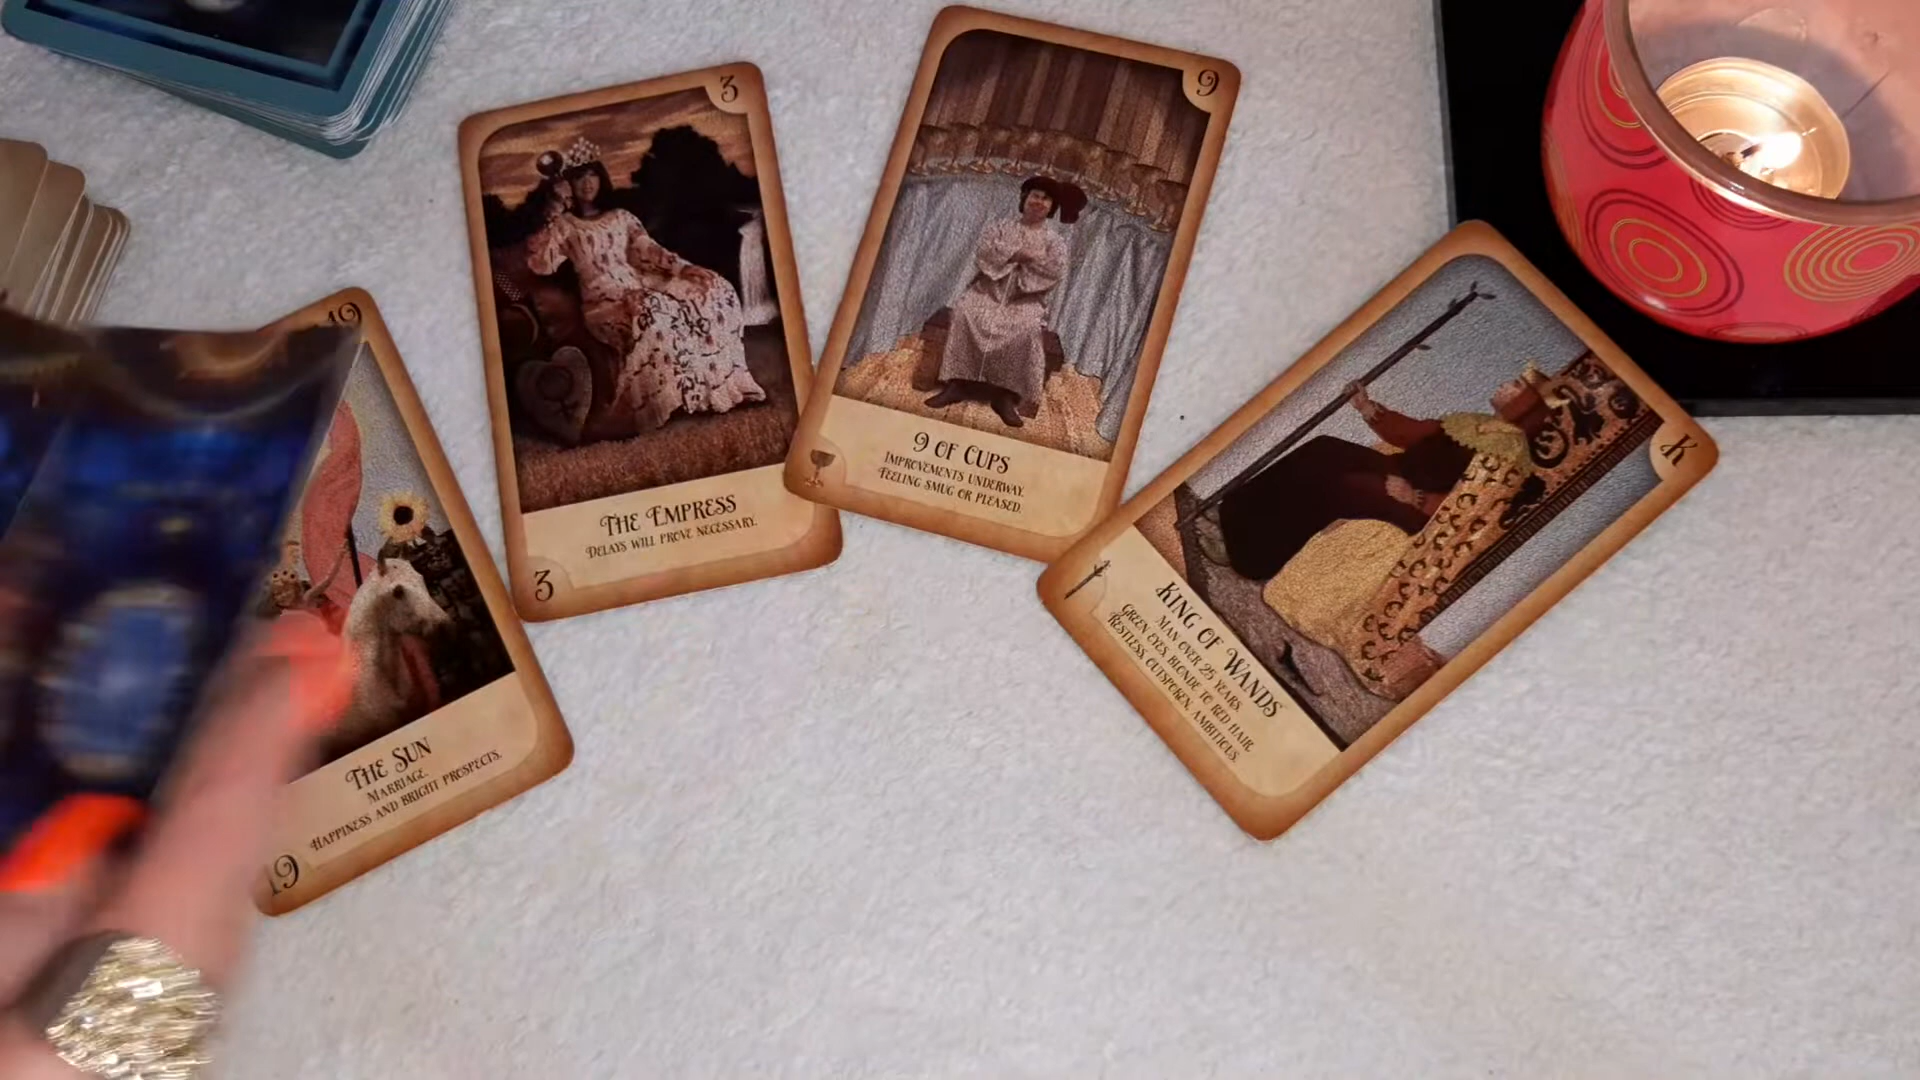 19
THE SUN
MARRIAGE.
HAPPINESS AND BRIGHT PROSPECTS.
19
3
THE EMPRESS
DELAYS WILL PROVE NECESSARY.
3
9
9 OF CUPS
IMPROVEMENTS UNDERWAY.
FEELING SMUG OR PLEASED.
K
KING OF WANDS
MAN OVER 25 YEARS.
GREEN EYES, BLONDE TO RED HAIR.
RESTLESS, OUTSPOKEN, AMBITIOUS.